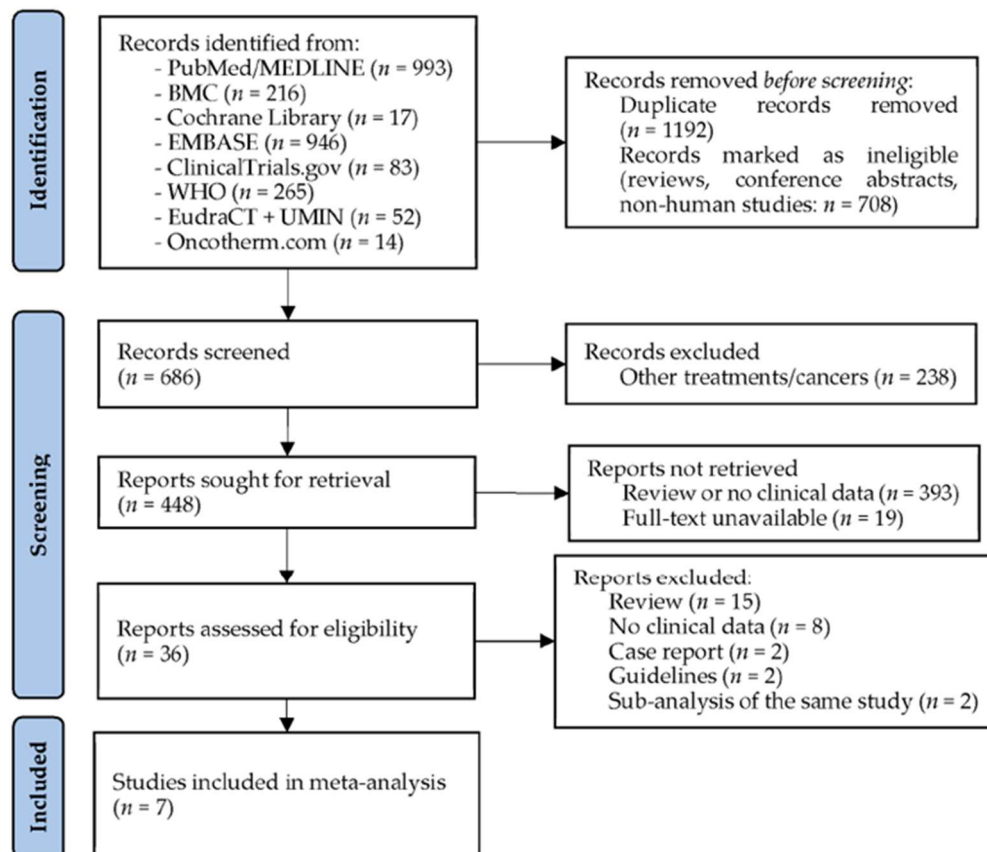 Identification
Records identified from:
- PubMed/MEDLINE (n = 993)
- BMC (n = 216)
- Cochrane Library (n = 17)
- EMBASE (n = 946)
- ClinicalTrials.gov (n = 83)
- WHO (n = 265)
- EudraCT + UMIN (n = 52)
- Oncotherm.com (n = 14)
Records removed before screening:
Duplicate records removed
(n = 1192)
Records marked as ineligible
(reviews, conference abstracts,
non-human studies: n = 708)
Screening
Records screened
(n = 686)
Records excluded
Other treatments/cancers (n = 238)
Reports sought for retrieval
(n = 448)
Reports not retrieved
Review or no clinical data (n = 393)
Full-text unavailable (n = 19)
Reports assessed for eligibility
(n = 36)
Reports excluded:
Review (n = 15)
No clinical data (n = 8)
Case report (n = 2)
Guidelines (n = 2)
Sub-analysis of the same study (n = 2)
Included
Studies included in meta-analysis
(n = 7)